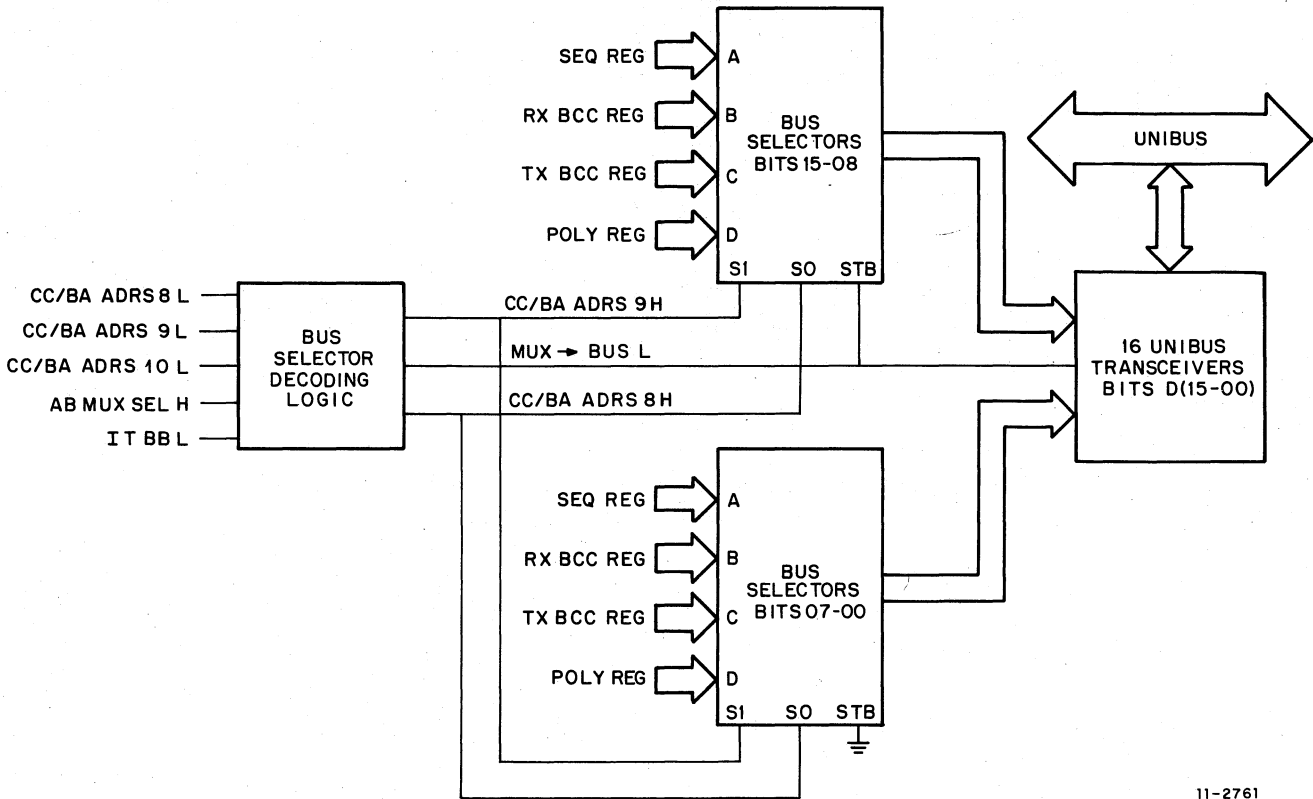 SEQ REG
A
RX BCC REG
B
TX BCC REG
C
POLY REG
D
BUS
SELECTORS
BITS 15-08
S1 S0 STB
UNIBUS
CC/BA ADRS 8 L
CC/BA ADRS 9 L
CC/BA ADRS 10 L
AB MUX SEL H
IT BB L
BUS
SELECTOR
DECODING
LOGIC
CC/BA ADRS 9 H
MUX → BUS L
CC/BA ADRS 8 H
16 UNIBUS
TRANSCEIVERS
BITS D(15-00)
SEQ REG
A
RX BCC REG
B
TX BCC REG
C
POLY REG
D
BUS
SELECTORS
BITS 07-00
S1 S0 STB
11-2761